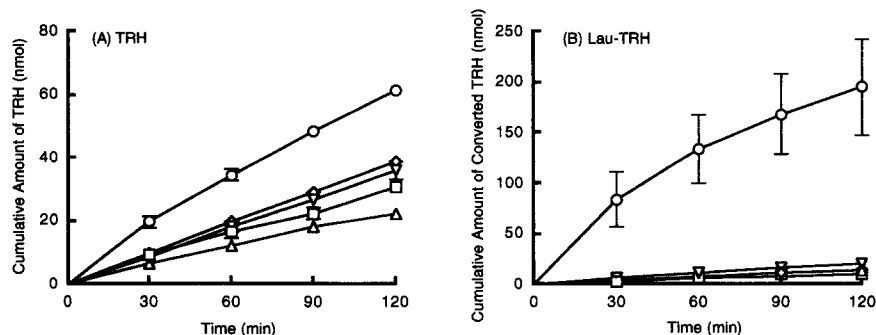 (A) TRH
Cumulative Amount of TRH (nmol)
80
60
40
20
0
0 30 60 90 120
Time (min)
(B) Lau-TRH
Cumulative Amount of Converted TRH (nmol)
250
200
150
100
50
0
0 30 60 90 120
Time (min)